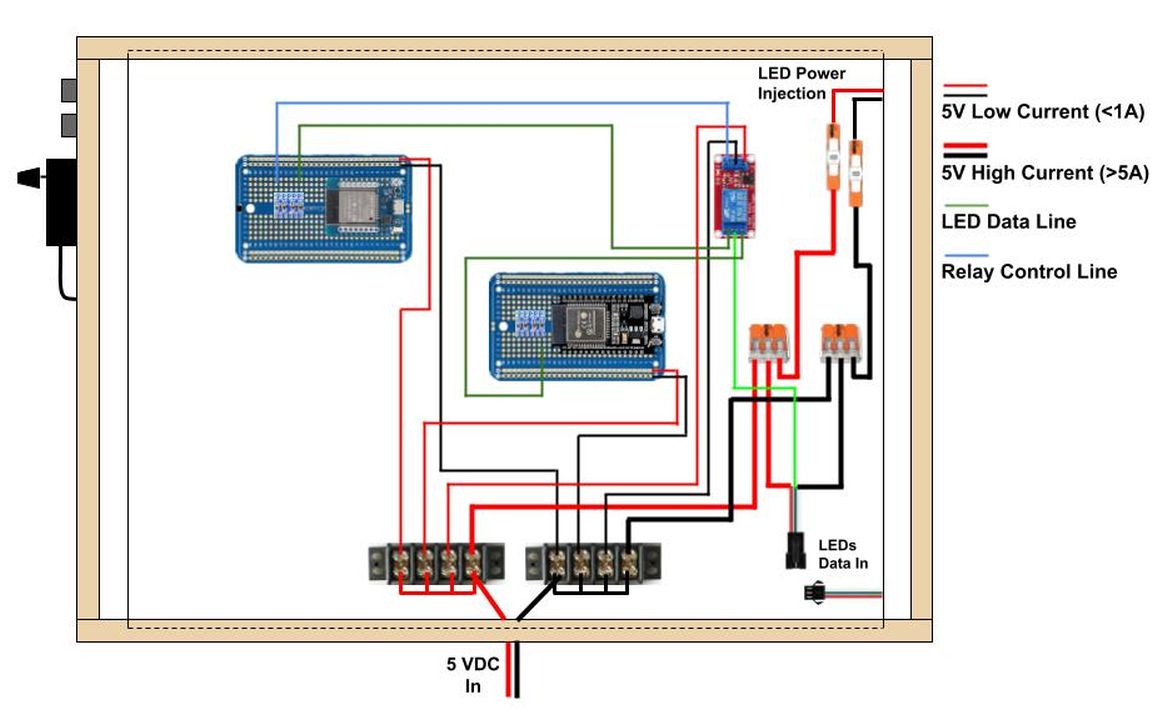 LED Power
Injection
5V Low Current (<1A)
5V High Current (>5A)
LED Data Line
Relay Control Line
LEDs
Data In
5 VDC
In